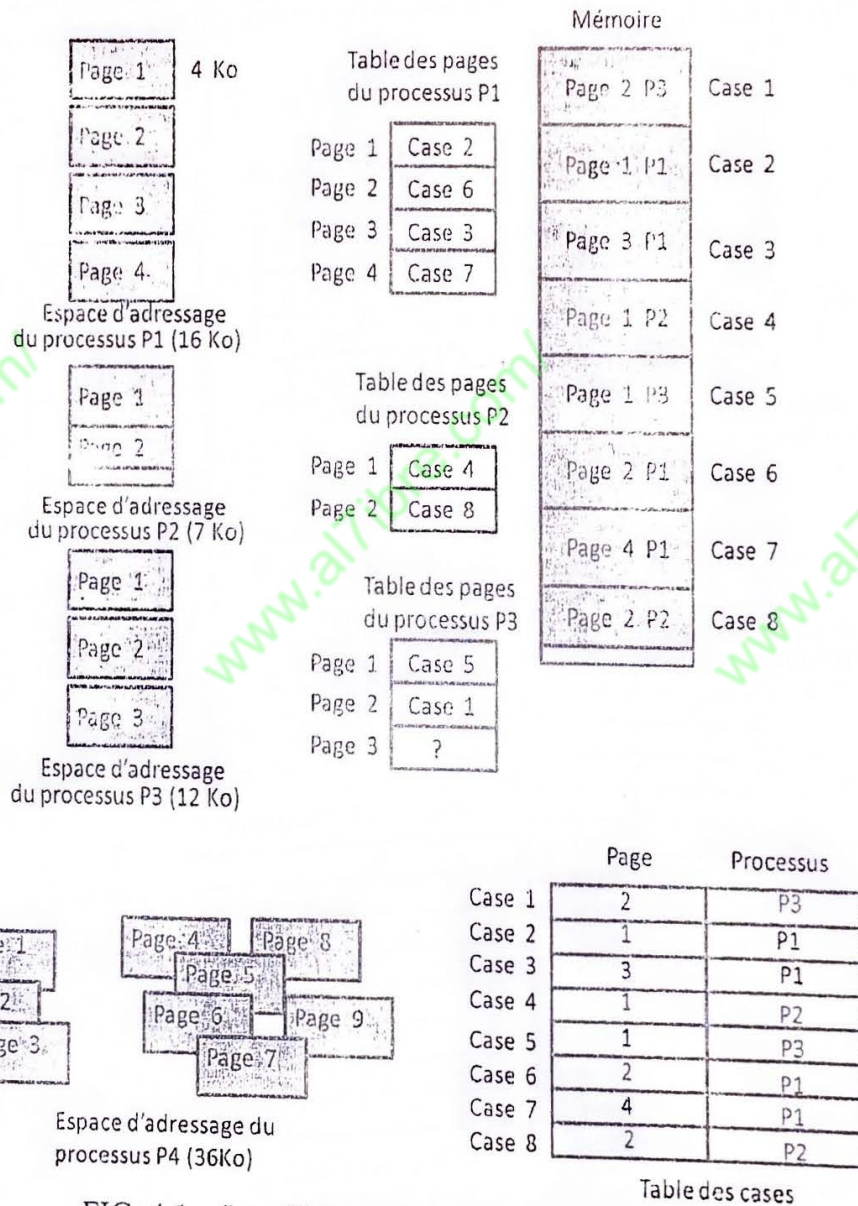 Mémoire
Page 1 4 Ko
Page 2
Page 3
Page 4
Espace d'adressage
du processus P1 (16 Ko)
Table des pages
du processus P1
Page 1 Case 2
Page 2 Case 6
Page 3 Case 3
Page 4 Case 7
Page 2 P3 Case 1
Page 1 P1 Case 2
Page 3 P1 Case 3
Page 1 P2 Case 4
Page 1 P3 Case 5
Page 2 P1 Case 6
Page 4 P1 Case 7
Page 2 P2 Case 8
Page 1
Page 2
Espace d'adressage
du processus P2 (7 Ko)
Table des pages
du processus P2
Page 1 Case 4
Page 2 Case 8
Page 1
Page 2
Page 3
Espace d'adressage
du processus P3 (12 Ko)
Table des pages
du processus P3
Page 1 Case 5
Page 2 Case 1
Page 3 ?
www.al7ibre.com/
1
2
3
Page 4
Page 8
Page 5
Page 6
Page 9
Page 7
Espace d'adressage du
processus P4 (36Ko)
Page Processus
Case 1 2 P3
Case 2 1 P1
Case 3 3 P1
Case 4 1 P2
Case 5 1 P3
Case 6 2 P1
Case 7 4 P1
Case 8 2 P2
Table des cases